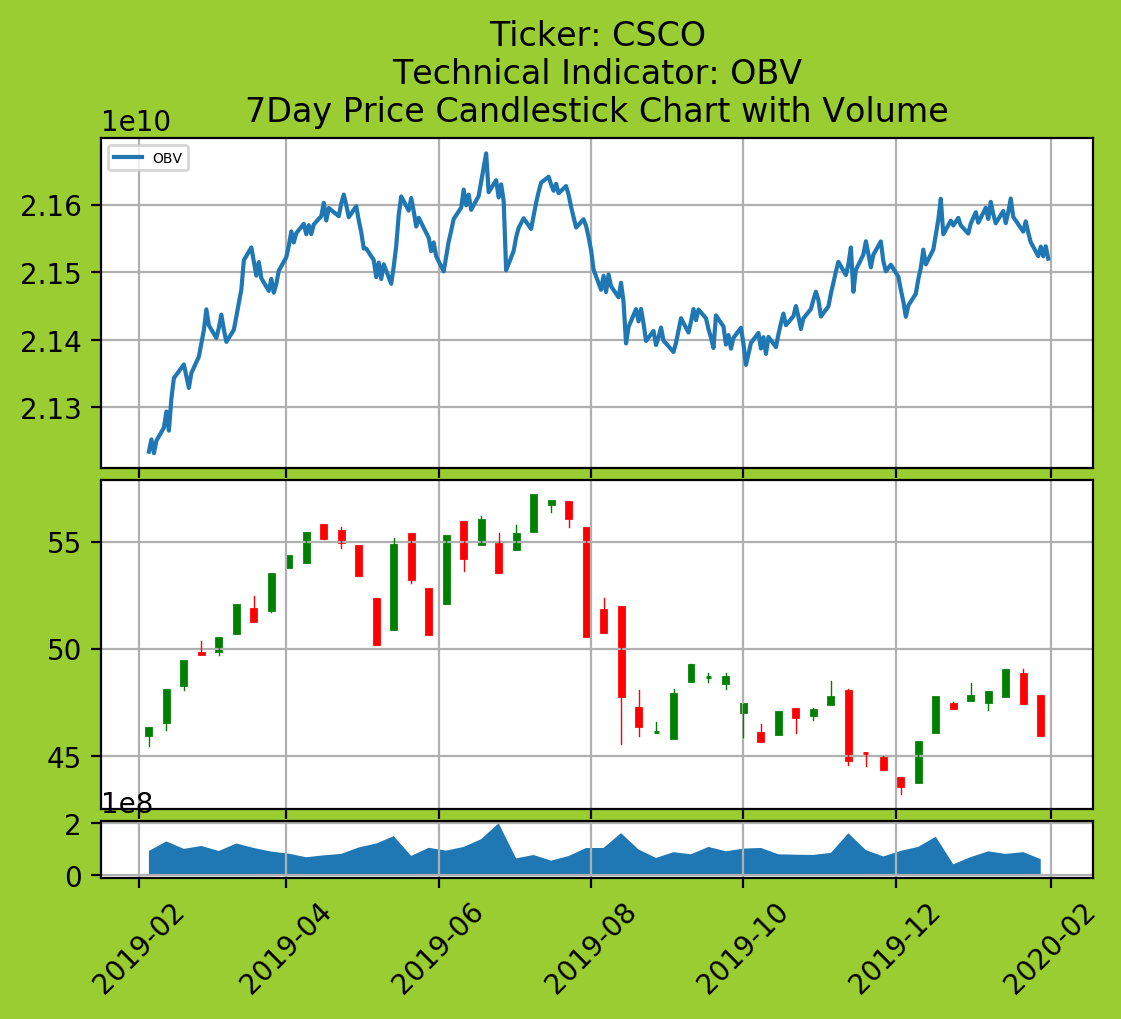 Ticker: CSCO
Technical Indicator: OBV
7Day Price Candlestick Chart with Volume
1e10
OBV
2.16
2.15
2.14
2.13
55
50
45
1e8
2
0
2019-02
2019-04
2019-06
2019-08
2019-10
2019-12
2020-02